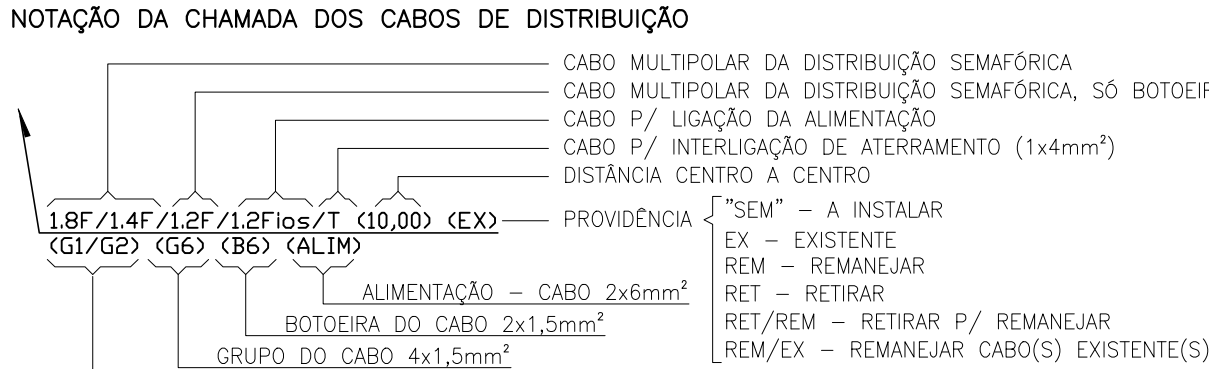 NOTAÇÃO DA CHAMADA DOS CABOS DE DISTRIBUIÇÃO
CABO MULTIPOLAR DA DISTRIBUIÇÃO SEMAFÓRICA
CABO MULTIPOLAR DA DISTRIBUIÇÃO SEMAFÓRICA, SÓ
CABO P/ LIGAÇÃO DA ALIMENTAÇÃO
CABO P/ INTERLIGAÇÃO DE ATERRAMENTO (1x4mm²)
DISTÂNCIA CENTRO A CENTRO
1.8F/1.4F/1.2F/1.2Fios/T (10,00) (EX)
PROVIDÊNCIA
"SEM" – A INSTALAR
(G1/G2) (G6) (B6) (ALIM)
EX – EXISTENTE
REM – REMANEJAR
RET – RETIRAR
RET/REM – RETIRAR P/ REMANEJAR
REM/EX – REMANEJAR CABO(S) EXISTENTE(S)
ALIMENTAÇÃO – CABO 2x6mm²
BOTOEIRA DO CABO 2x1,5mm²
GRUPO DO CABO 4x1,5mm²